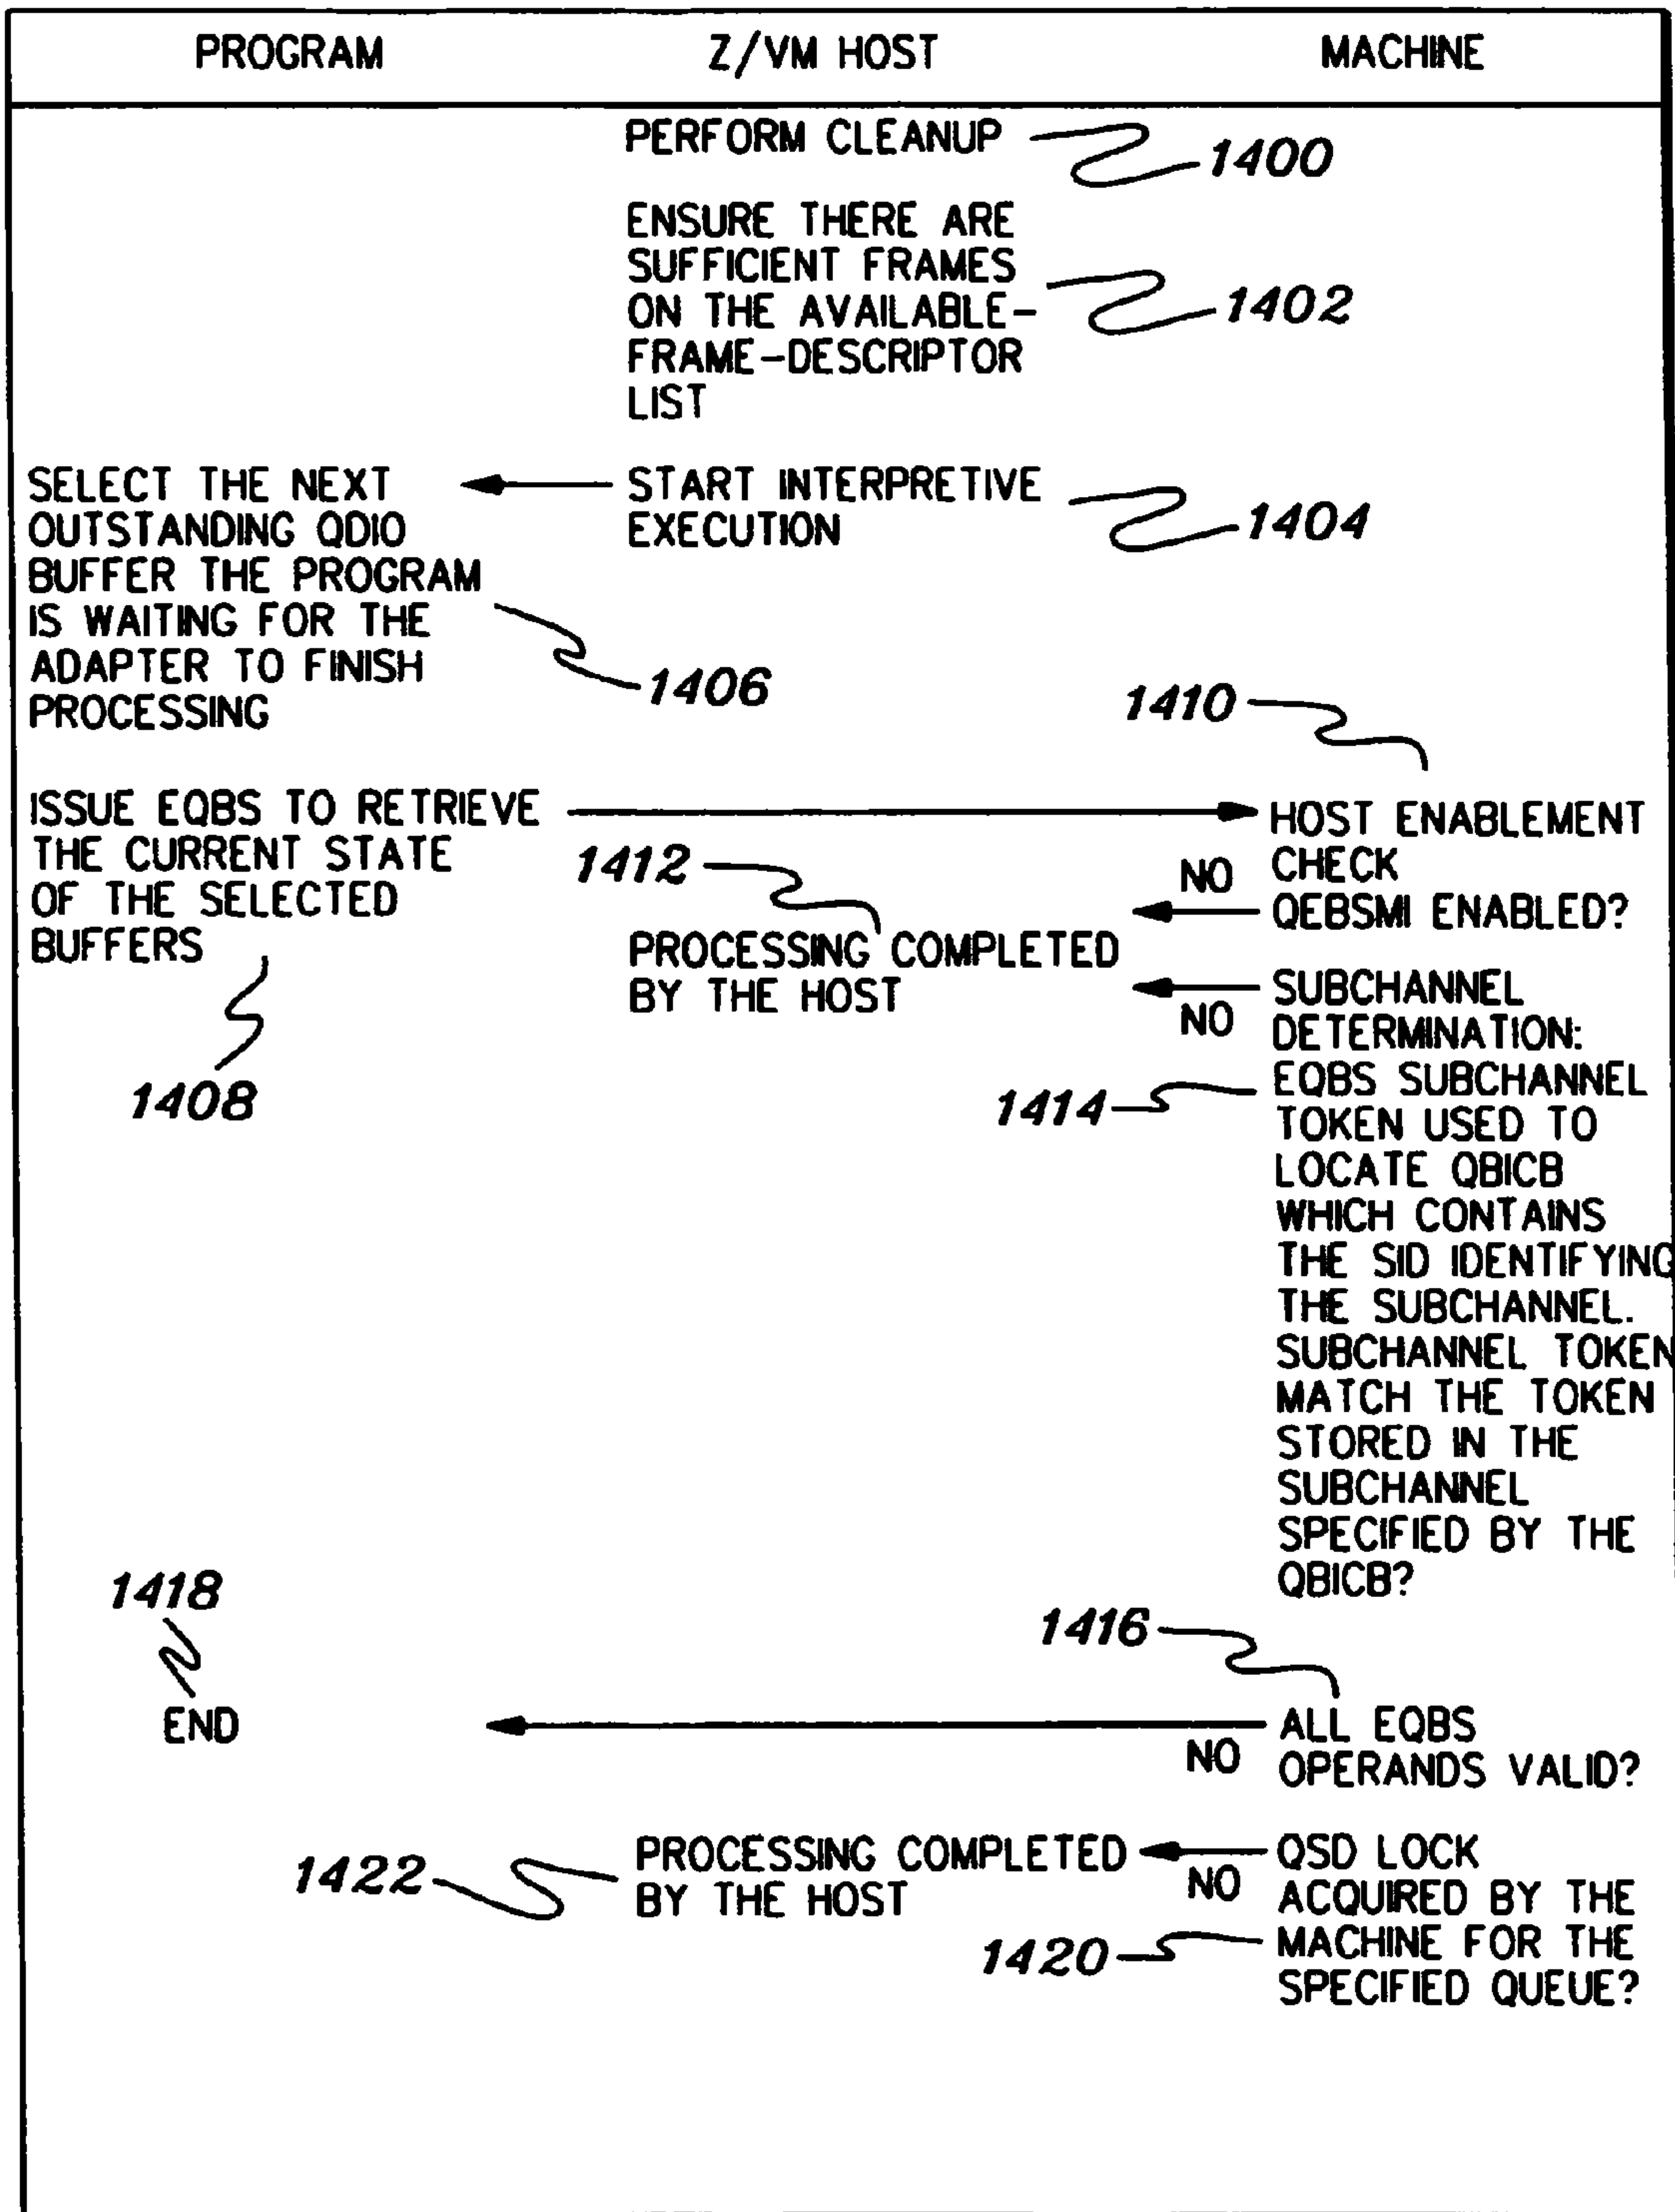 PROGRAM
Z/VM HOST
MACHINE
PERFORM CLEANUP
1400
ENSURE THERE ARE
SUFFICIENT FRAMES
ON THE AVAILABLE-
FRAME-DESCRIPTOR
LIST
1402
START INTERPRETIVE
EXECUTION
1404
SELECT THE NEXT
OUTSTANDING QDIO
BUFFER THE PROGRAM
IS WAITING FOR THE
ADAPTER TO FINISH
PROCESSING
1406
1410
ISSUE EQBS TO RETRIEVE
THE CURRENT STATE
OF THE SELECTED
BUFFERS
1408
HOST ENABLEMENT
CHECK
QEBSMI ENABLED?
NO
1412
PROCESSING COMPLETED
BY THE HOST
NO
SUBCHANNEL
DETERMINATION:
EQBS SUBCHANNEL
TOKEN USED TO
LOCATE QBICB
WHICH CONTAINS
THE SID IDENTIFYING
THE SUBCHANNEL.
SUBCHANNEL TOKEN
MATCH THE TOKEN
STORED IN THE
SUBCHANNEL
SPECIFIED BY THE
QBICB?
1414
1418
END
1416
ALL EQBS
OPERANDS VALID?
NO
1422
PROCESSING COMPLETED
BY THE HOST
NO
QSD LOCK
ACQUIRED BY THE
MACHINE FOR THE
SPECIFIED QUEUE?
1420